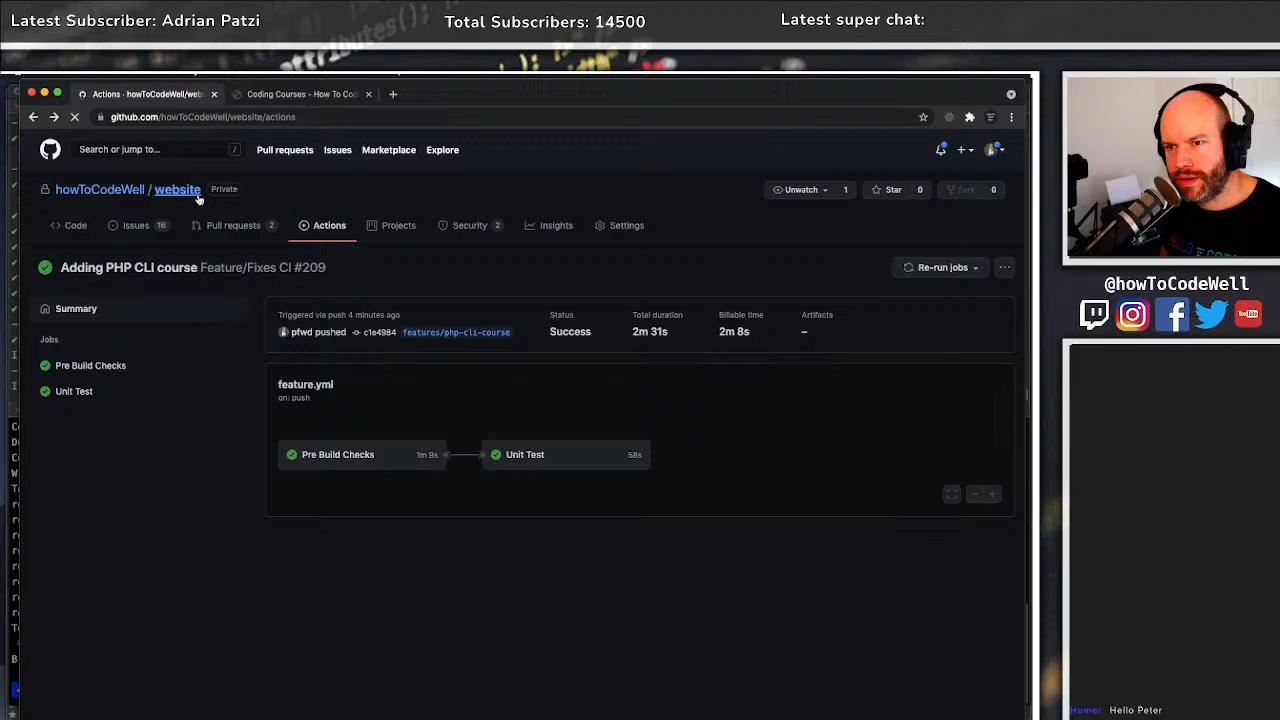 Latest Subscriber: Adrian Patzi
Total Subscribers: 14500
Latest super chat:
attributes();
Actions · howToCodeWell/web
Coding Courses - How To Cod
github.com/howToCodeWell/website/actions
Search or jump to...
/
Pull requests
Issues
Marketplace
Explore
howToCodeWell / website
Private
Unwatch 1
Star 0
Fork 0
Code
Issues 16
Pull requests 2
Actions
Projects
Security 2
Insights
Settings
Adding PHP CLI course Feature/Fixes CI #209
Re-run jobs
Summary
Jobs
Pre Build Checks
Unit Test
Triggered via push 4 minutes ago
pfwd pushed c1e4984 features/php-cli-course
Status
Success
Total duration
2m 31s
Billable time
2m 8s
Artifacts
–
feature.yml
on: push
Pre Build Checks 1m 9s
Unit Test 58s
@howToCodeWell
YouTube
Homer: Hello Peter